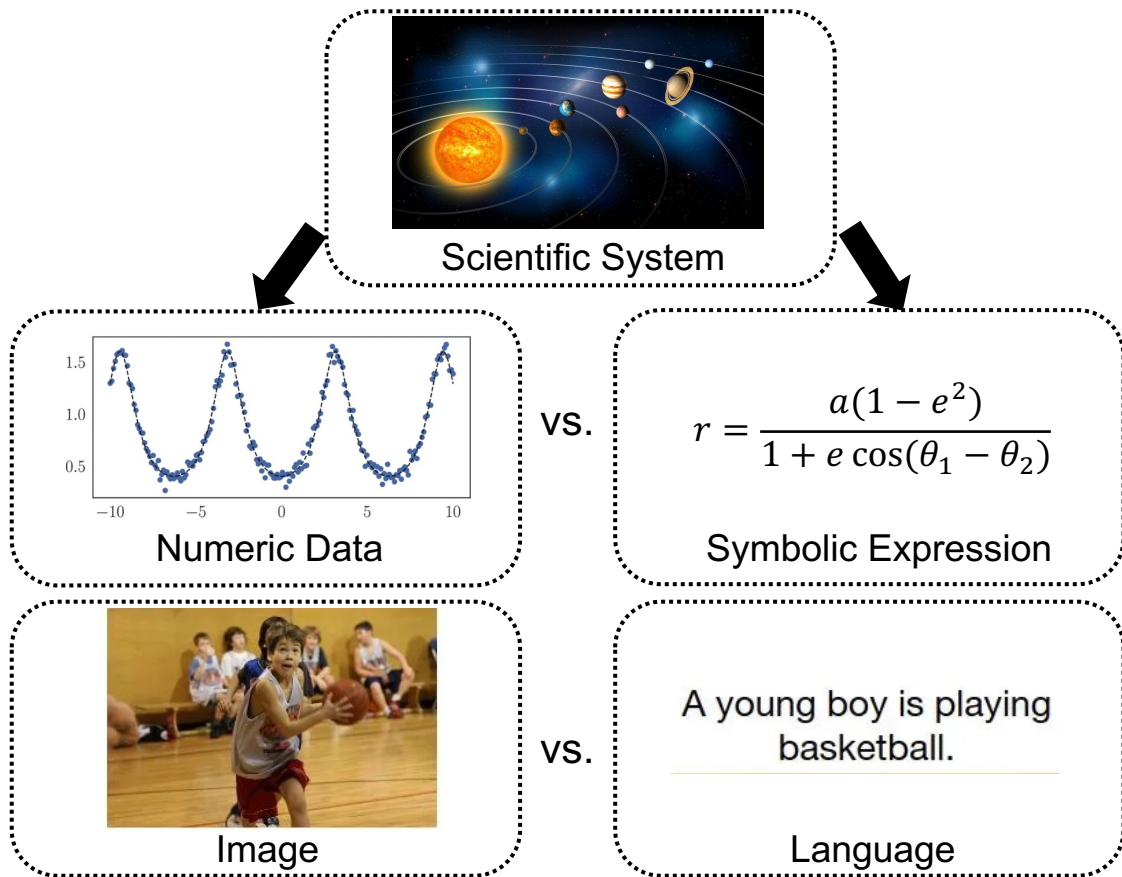 Scientific System
1.5
1.0
0.5
−10
−5
0
5
10
Numeric Data
vs.
r = a(1 − e²) / 1 + e cos(θ₁ − θ₂)
Symbolic Expression
Image
vs.
A young boy is playing
basketball.
Language